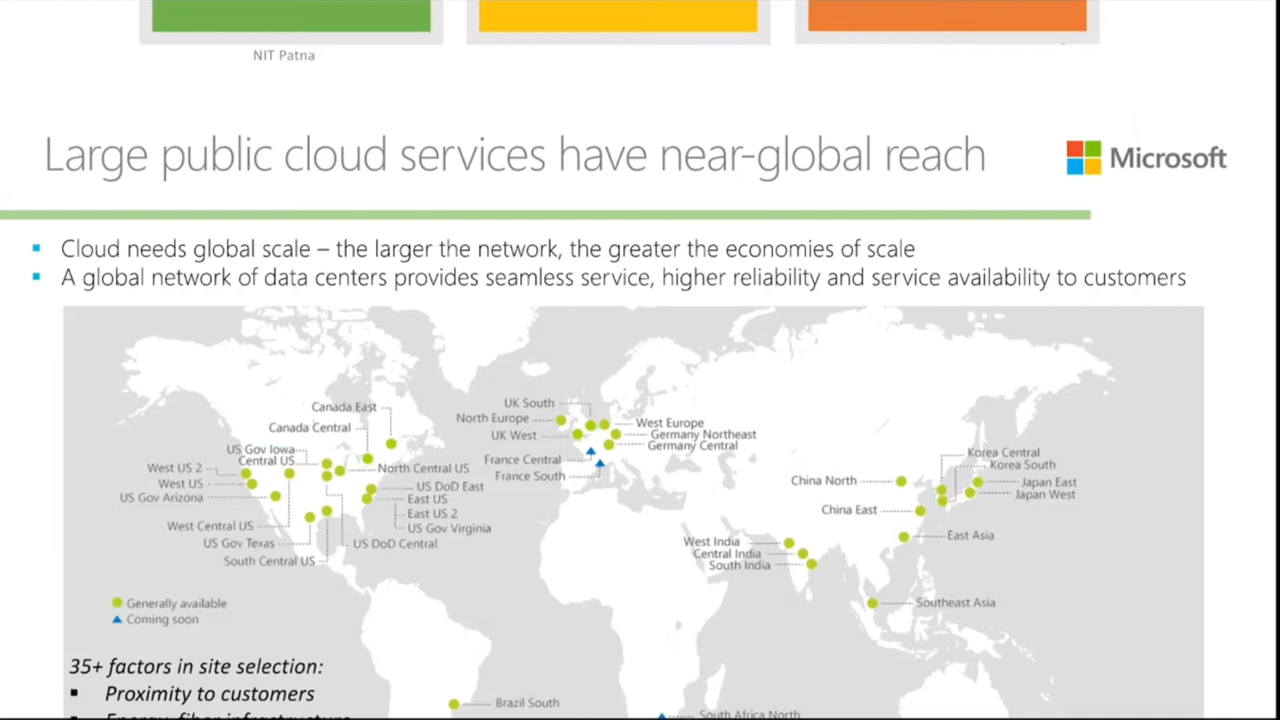 NIT Patna
Large public cloud services have near-global reach
Microsoft
Cloud needs global scale – the larger the network, the greater the economies of scale
A global network of data centers provides seamless service, higher reliability and service availability to customers
Canada East
Canada Central
US Gov Iowa
Central US
West US 2
West US
US Gov Arizona
West Central US
US Gov Texas
South Central US
North Central US
US DoD East
East US
East US 2
US Gov Virginia
US DoD Central
UK South
North Europe
UK West
France Central
France South
West Europe
Germany Northeast
Germany Central
Korea Central
Korea South
China North
Japan East
Japan West
China East
East Asia
West India
Central India
South India
Southeast Asia
Generally available
Coming soon
35+ factors in site selection:
Proximity to customers
Energy, fiber infrastructure
Brazil South
South Africa North